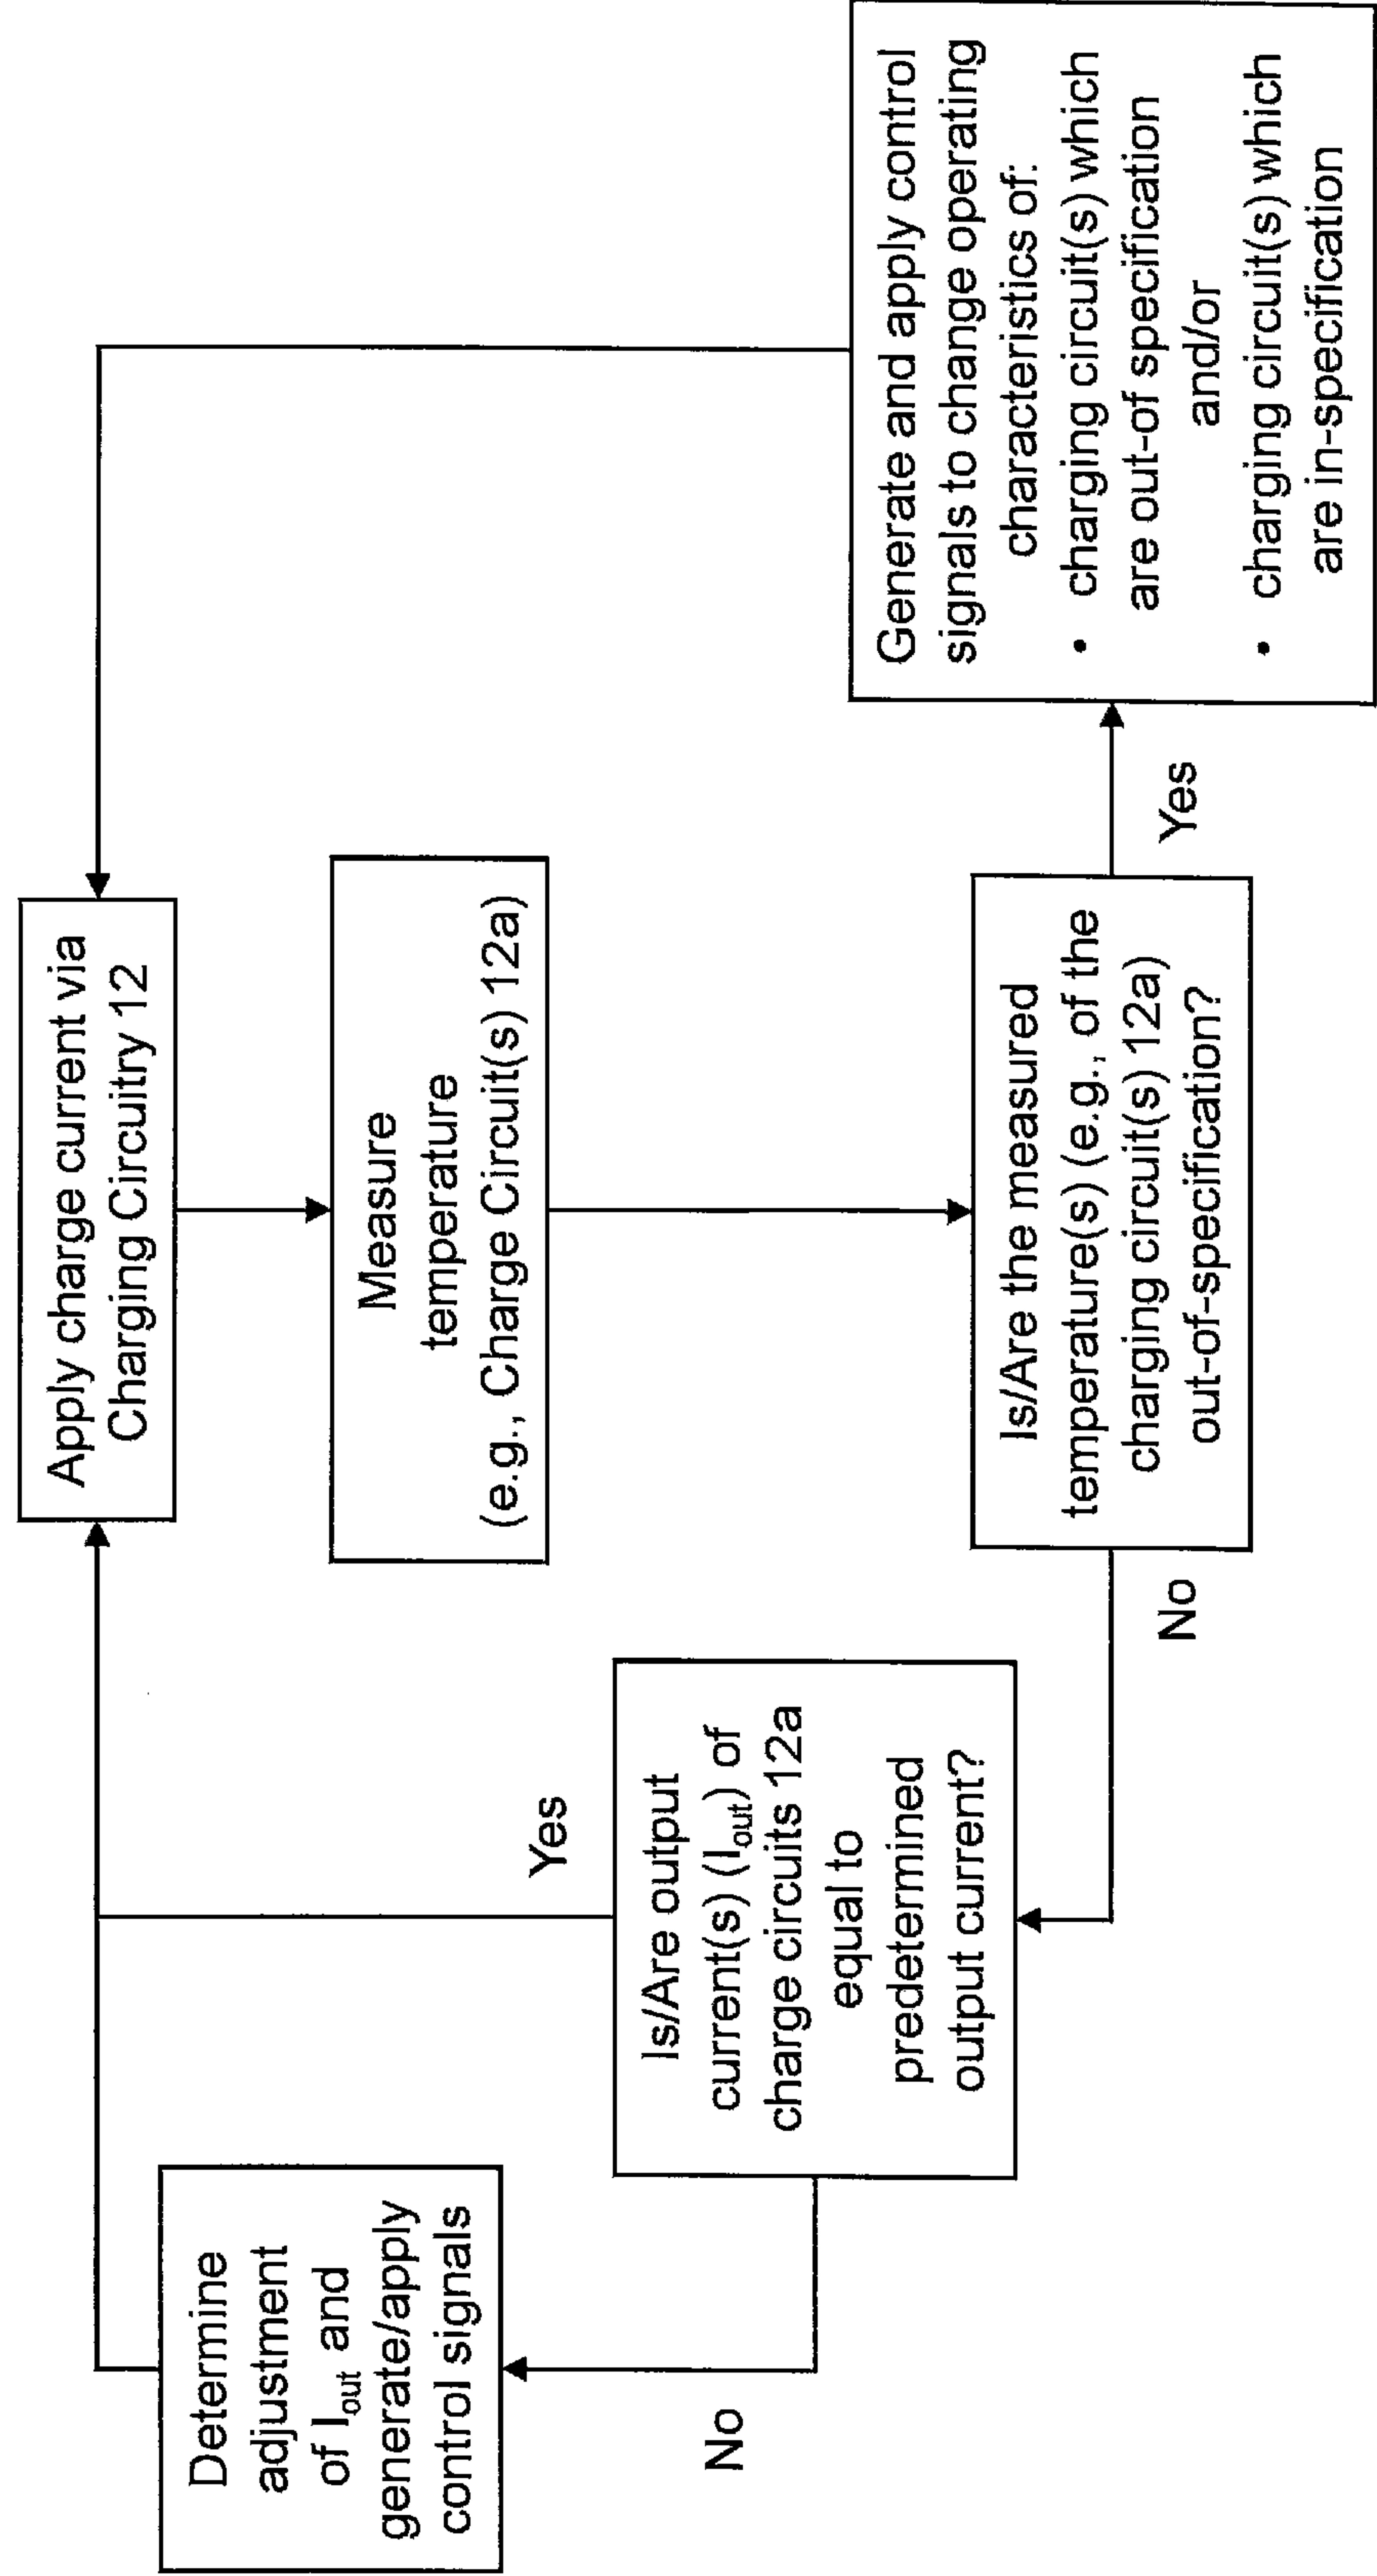 Apply charge current via
Charging Circuitry 12
Measure
temperature
(e.g., Charge Circuit(s) 12a)
Is/Are the measured
temperature(s) (e.g., of the
charging circuit(s) 12a)
out-of-specification?
Yes
No
Generate and apply control
signals to change operating
characteristics of:
• charging circuit(s) which
are out-of specification
and/or
• charging circuit(s) which
are in-specification
Is/Are output
current(s) (Iout) of
charge circuits 12a
equal to
predetermined
output current?
Yes
No
Determine
adjustment
of Iout and
generate/apply
control signals